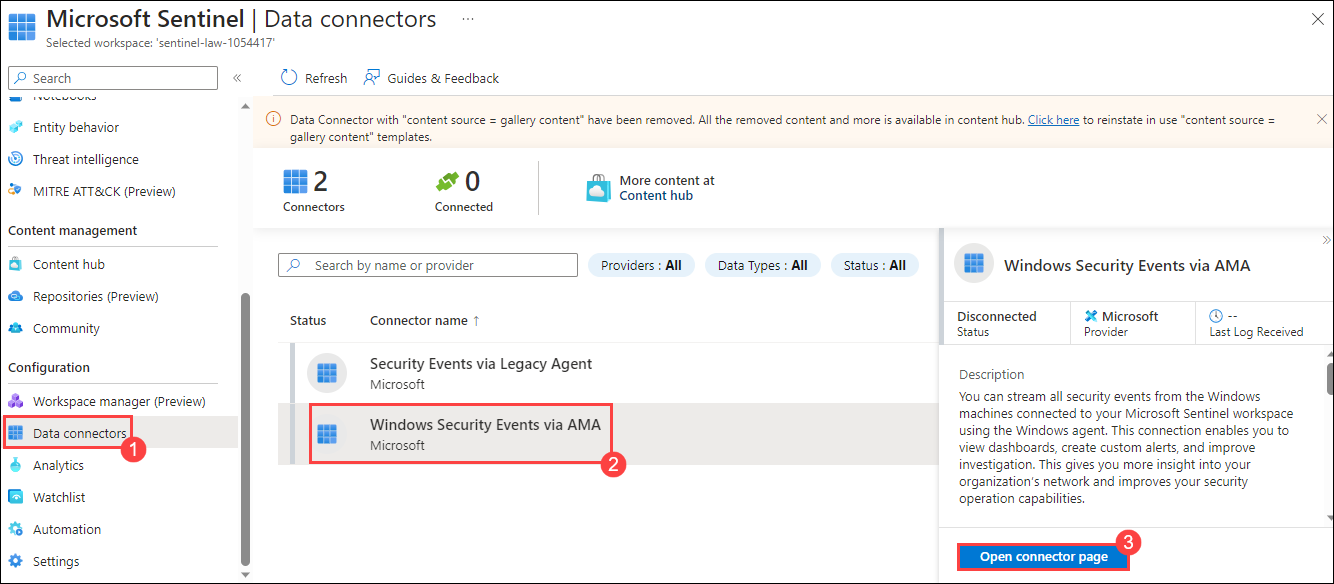 Microsoft Sentinel | Data connectors ...
Selected workspace: 'sentinel-law-1054417'
Search
«
Refresh
Guides & Feedback
Notebooks
Entity behavior
Threat intelligence
MITRE ATT&CK (Preview)
Content management
Content hub
Repositories (Preview)
Community
Configuration
Workspace manager (Preview)
Data connectors
1
Analytics
Watchlist
Automation
Settings
Data Connector with "content source = gallery content" have been removed. All the removed content and more is available in content hub. Click here to reinstate in use "content source =
gallery content" templates.
2
Connectors
0
Connected
More content at
Content hub
Search by name or provider
Providers : All
Data Types : All
Status : All
Status
Connector name ↑
Security Events via Legacy Agent
Microsoft
Windows Security Events via AMA
Microsoft
2
»
Windows Security Events via AMA
Disconnected
Status
Microsoft
Provider
--
Last Log Received
Description
You can stream all security events from the Windows
machines connected to your Microsoft Sentinel workspace
using the Windows agent. This connection enables you to
view dashboards, create custom alerts, and improve
investigation. This gives you more insight into your
organization's network and improves your security
operation capabilities.
Open connector page
3